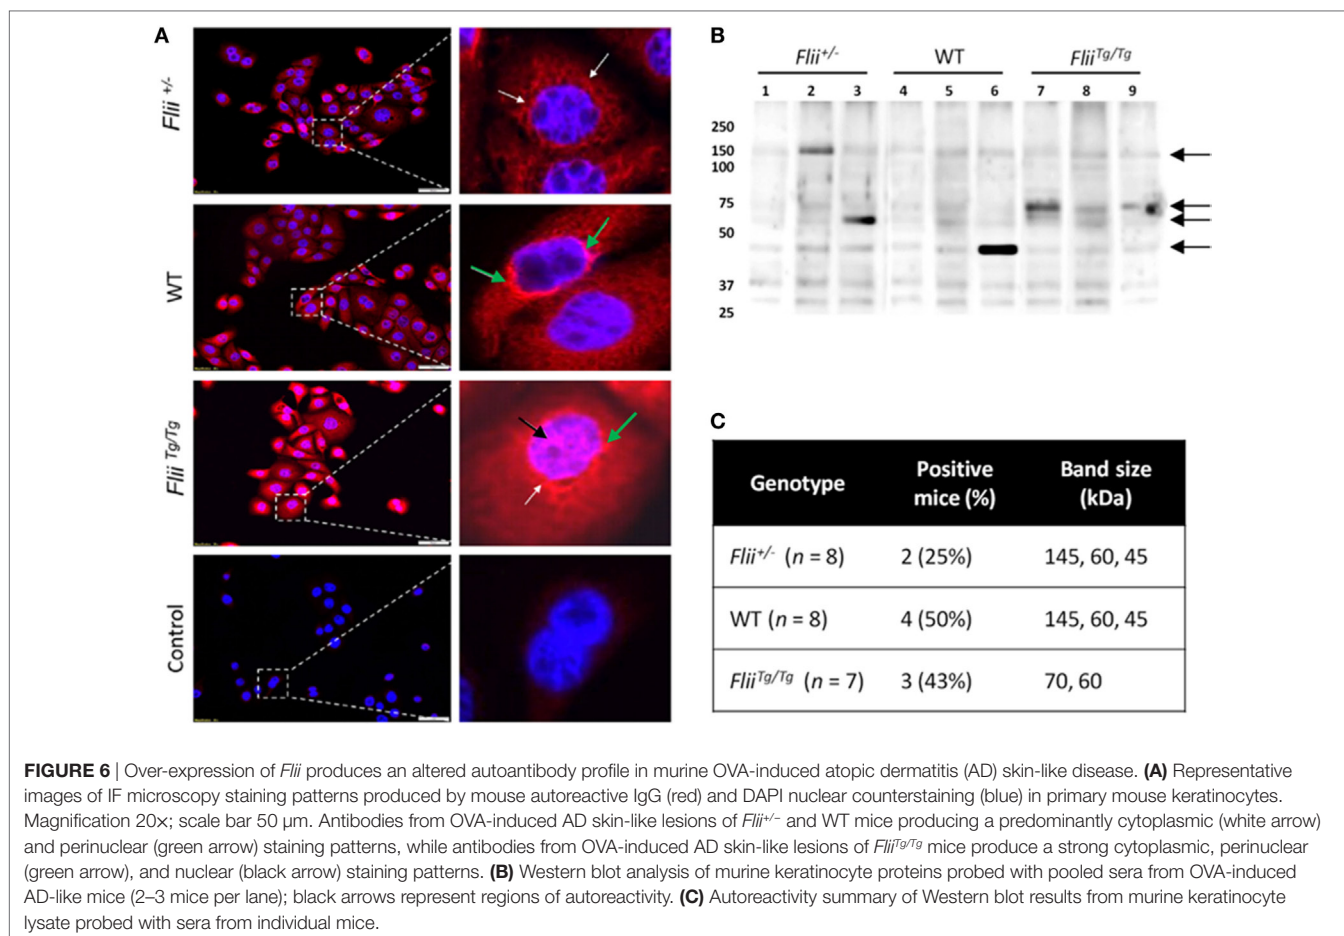 A
Flii +/-
WT
Flii Tg/Tg
Control
B
Flii+/- WT FliiTg/Tg
1 2 3 4 5 6 7 8 9
250
150
100
75
50
37
25
C
Genotype Positive mice (%) Band size (kDa)
Flii+/- (n = 8) 2 (25%) 145, 60, 45
WT (n = 8) 4 (50%) 145, 60, 45
FliiTg/Tg (n = 7) 3 (43%) 70, 60
FIGURE 6 | Over-expression of Flii produces an altered autoantibody profile in murine OVA-induced atopic dermatitis (AD) skin-like disease. (A) Representative
images of IF microscopy staining patterns produced by mouse autoreactive IgG (red) and DAPI nuclear counterstaining (blue) in primary mouse keratinocytes.
Magnification 20×; scale bar 50 µm. Antibodies from OVA-induced AD skin-like lesions of Flii+/− and WT mice producing a predominantly cytoplasmic (white arrow)
and perinuclear (green arrow) staining patterns, while antibodies from OVA-induced AD skin-like lesions of FliiTg/Tg mice produce a strong cytoplasmic, perinuclear
(green arrow), and nuclear (black arrow) staining patterns. (B) Western blot analysis of murine keratinocyte proteins probed with pooled sera from OVA-induced
AD-like mice (2–3 mice per lane); black arrows represent regions of autoreactivity. (C) Autoreactivity summary of Western blot results from murine keratinocyte
lysate probed with sera from individual mice.